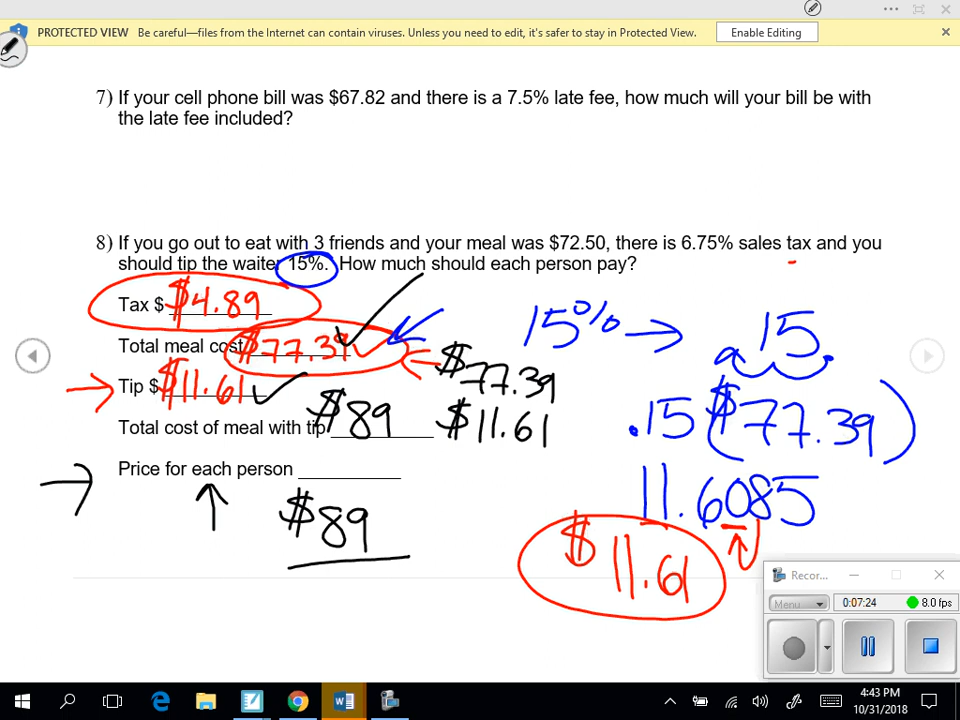 PROTECTED VIEW Be careful—files from the Internet can contain viruses. Unless you need to edit, it's safer to stay in Protected View. Enable Editing
7) If your cell phone bill was $67.82 and there is a 7.5% late fee, how much will your bill be with
the late fee included?
8) If you go out to eat with 3 friends and your meal was $72.50, there is 6.75% sales tax and you
should tip the waiter 15%. How much should each person pay?
Tax $ $4.89
15% → 15
Total meal cost $77.39
$77.39
Tip $ $11.61
.15 ($77.39)
$11.61
Total cost of meal with tip $89
Price for each person
11.6085
$89
$11.61
Recor...
Menu
0:07:24
8.0 fps
4:43 PM
10/31/2018